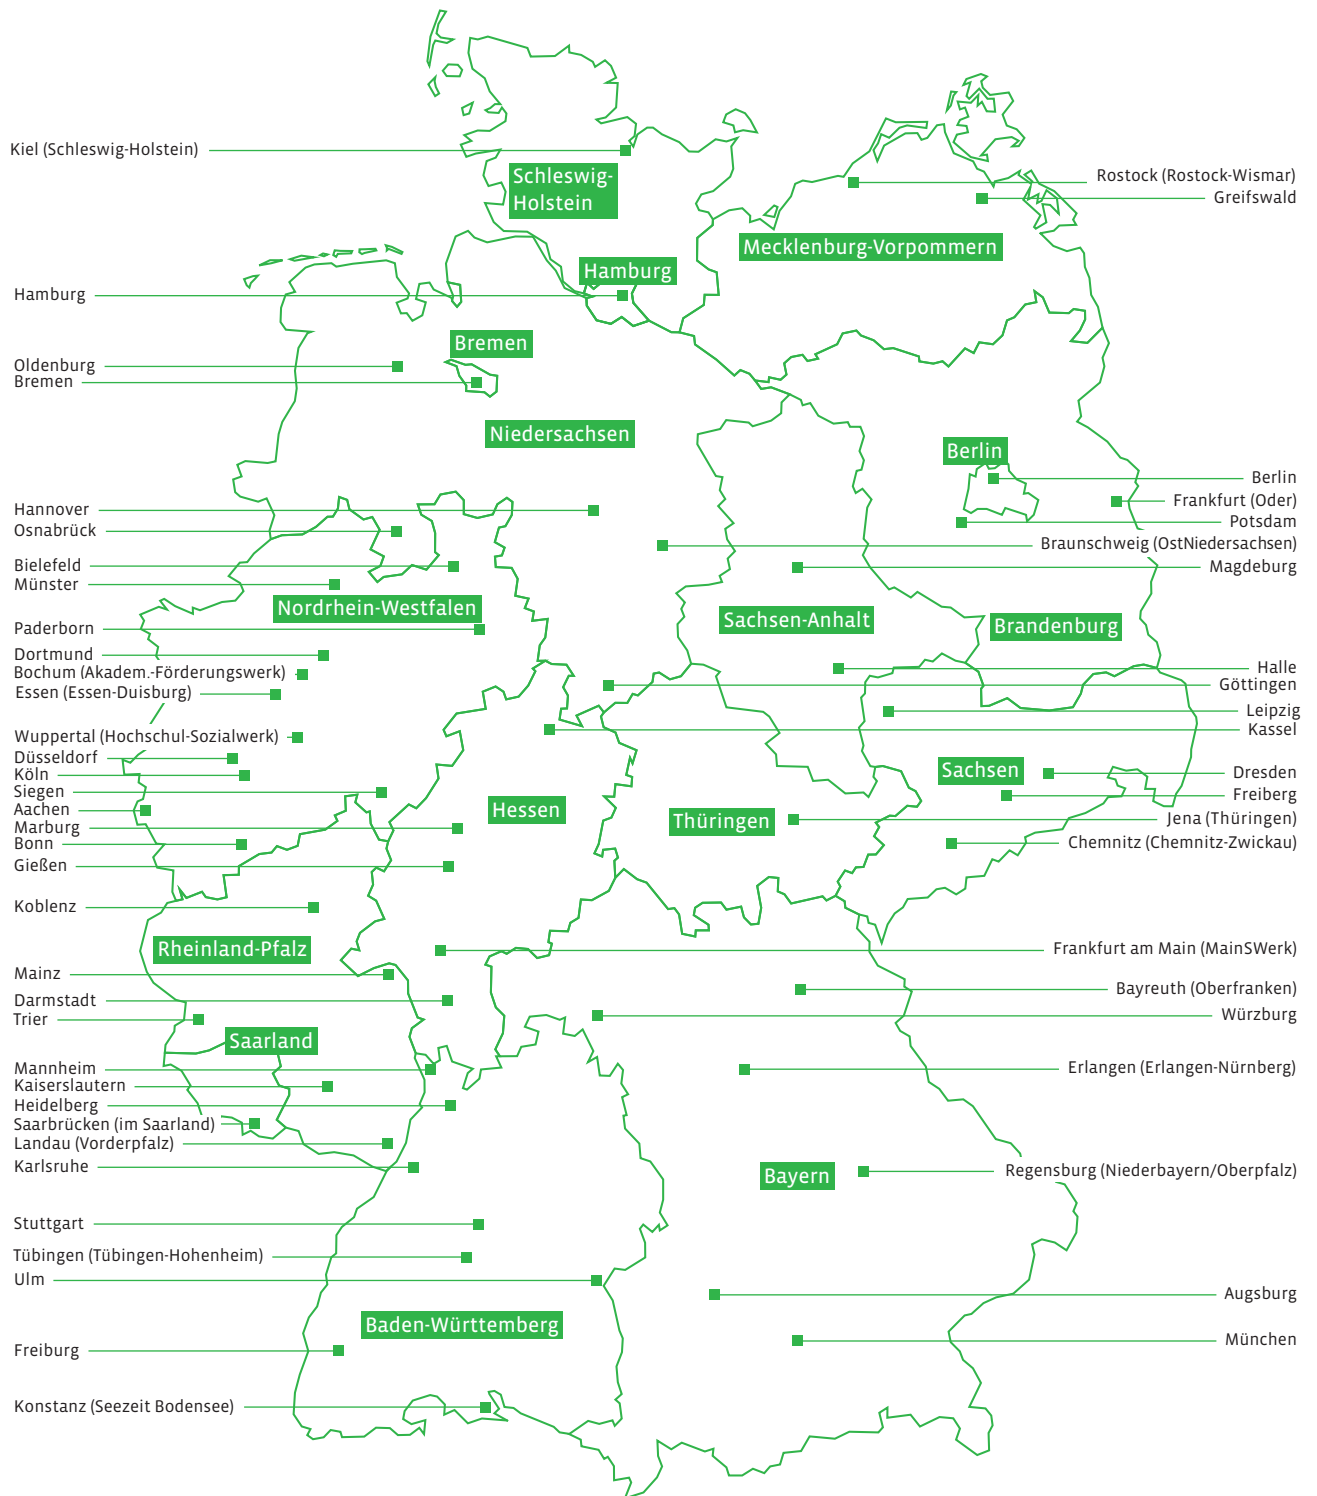 Kiel (Schleswig-Holstein)
Schleswig-
Holstein
Rostock (Rostock-Wismar)
Greifswald
Mecklenburg-Vorpommern
Hamburg
Hamburg
Bremen
Oldenburg
Bremen
Niedersachsen
Berlin
Berlin
Frankfurt (Oder)
Hannover
Potsdam
Osnabrück
Braunschweig (OstNiedersachsen)
Bielefeld
Magdeburg
Münster
Nordrhein-Westfalen
Sachsen-Anhalt
Brandenburg
Paderborn
Dortmund
Halle
Bochum (Akadem.-Förderungswerk)
Göttingen
Essen (Essen-Duisburg)
Leipzig
Kassel
Wuppertal (Hochschul-Sozialwerk)
Düsseldorf
Köln
Sachsen
Dresden
Siegen
Freiberg
Aachen
Hessen
Thüringen
Jena (Thüringen)
Marburg
Bonn
Chemnitz (Chemnitz-Zwickau)
Gießen
Koblenz
Rheinland-Pfalz
Frankfurt am Main (MainSWerk)
Mainz
Bayreuth (Oberfranken)
Darmstadt
Würzburg
Trier
Saarland
Mannheim
Erlangen (Erlangen-Nürnberg)
Kaiserslautern
Heidelberg
Saarbrücken (im Saarland)
Landau (Vorderpfalz)
Karlsruhe
Bayern
Regensburg (Niederbayern/Oberpfalz)
Stuttgart
Tübingen (Tübingen-Hohenheim)
Ulm
Augsburg
Baden-Württemberg
München
Freiburg
Konstanz (Seezeit Bodensee)